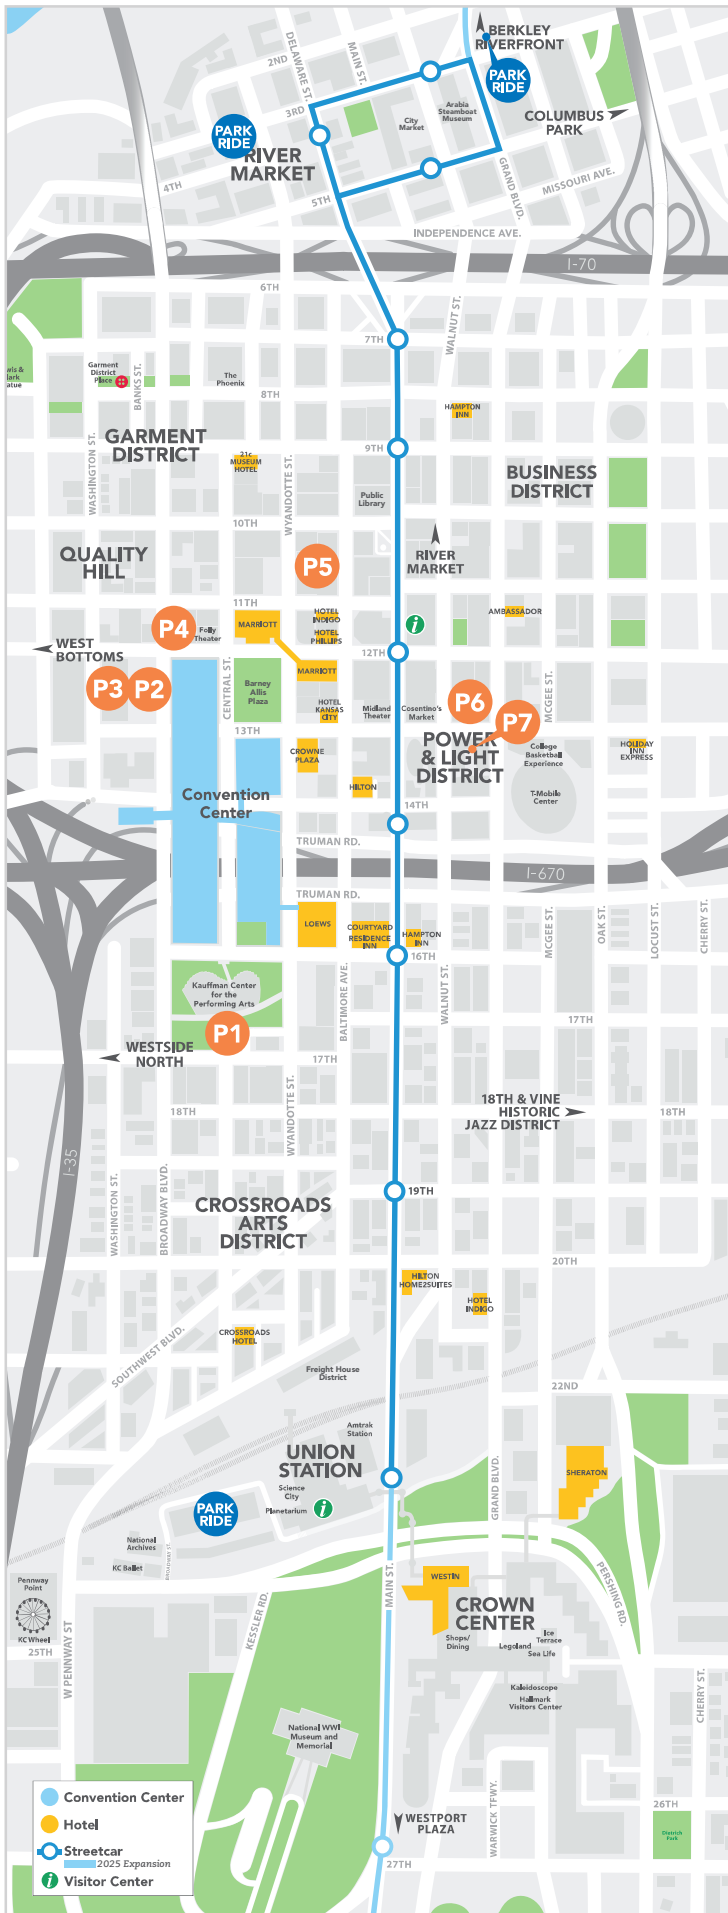 BERKLEY
RIVERFRONT
DELAWARE ST.
MAIN ST.
2ND
PARK
RIDE
3RD
Arabia
Steamboat
Museum
City
Market
COLUMBUS
PARK
PARK
RIDE
RIVER
MARKET
4TH
5TH
GRAND BLVD.
MISSOURI AVE.
INDEPENDENCE AVE.
I-70
6TH
WALNUT ST.
7TH
wis &
lark
atue
Garment
District
Place
BANKS ST.
The
Phoenix
8TH
HAMPTON
INN
GARMENT
DISTRICT
WASHINGTON ST.
9TH
21c
MUSEUM
HOTEL
WYANDOTTE ST.
BUSINESS
DISTRICT
Public
Library
10TH
QUALITY
HILL
RIVER
MARKET
P5
11TH
P4
Folly
Theater
MARRIOTT
HOTEL
INDIGO
HOTEL
PHILLIPS
AMBASSADOR
WEST
BOTTOMS
12TH
P3
P2
CENTRAL ST.
Barney
Allis
Plaza
MARRIOTT
HOTEL
KANSAS
CITY
Midland
Theater
Cosentino's
Market
P6
P7
MCGEE ST.
13TH
POWER
& LIGHT
DISTRICT
CROWNE
PLAZA
College
Basketball
Experience
HOLIDAY
INN
EXPRESS
HILTON
Convention
Center
T-Mobile
Center
14TH
TRUMAN RD.
I-670
TRUMAN RD.
LOEWS
COURTYARD
RESIDENCE
INN
HAMPTON
INN
MCGEE ST.
OAK ST.
LOCUST ST.
CHERRY ST.
16TH
Kauffman Center
for the
Performing Arts
BALTIMORE AVE.
WALNUT ST.
P1
17TH
WESTSIDE
NORTH
17TH
18TH
WYANDOTTE ST.
18TH & VINE
HISTORIC
JAZZ DISTRICT
18TH
I-35
WASHINGTON ST.
BROADWAY BLVD.
19TH
CROSSROADS
ARTS
DISTRICT
20TH
HILTON
HOME2SUITES
HOTEL
INDIGO
CROSSROADS
HOTEL
SOUTHWEST BLVD.
Freight House
District
22ND
Amtrak
Station
UNION
STATION
SHERATON
GRAND BLVD.
Science
City
Planetarium
PARK
RIDE
National
Archives
BROADWAY ST.
KC Ballet
Pennway
Point
KC Wheel
25TH
W PENNWAY ST
KESSLER RD.
MAIN ST.
WESTIN
PERSHING RD.
CROWN
CENTER
Shops/
Dining
Ice
Terrace
Legoland
Sea Life
Kaleidoscope
Hallmark
Visitors Center
CHERRY ST.
National WWI
Museum and
Memorial
WARWICK TFWY.
WESTPORT
PLAZA
26TH
Dietrich
Park
27TH
Convention Center
Hotel
Streetcar
2025 Expansion
Visitor Center